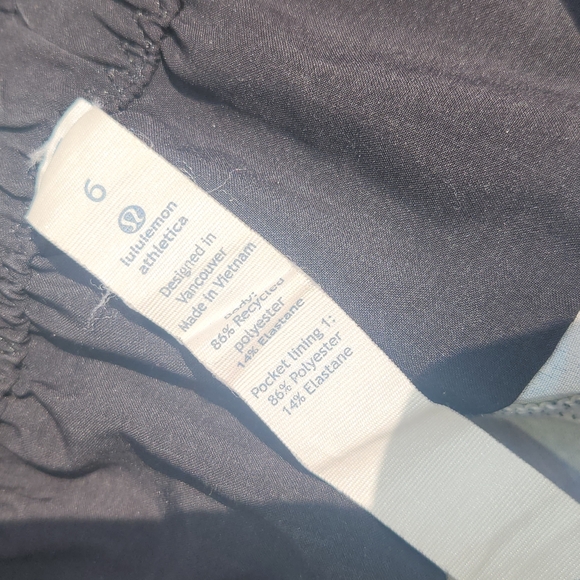 6
lululemon
athletica
Designed in
Vancouver
Made in Vietnam
Body:
86% Recycled
polyester
14% Elastane
Pocket lining 1:
86% Polyester
14% Elastane